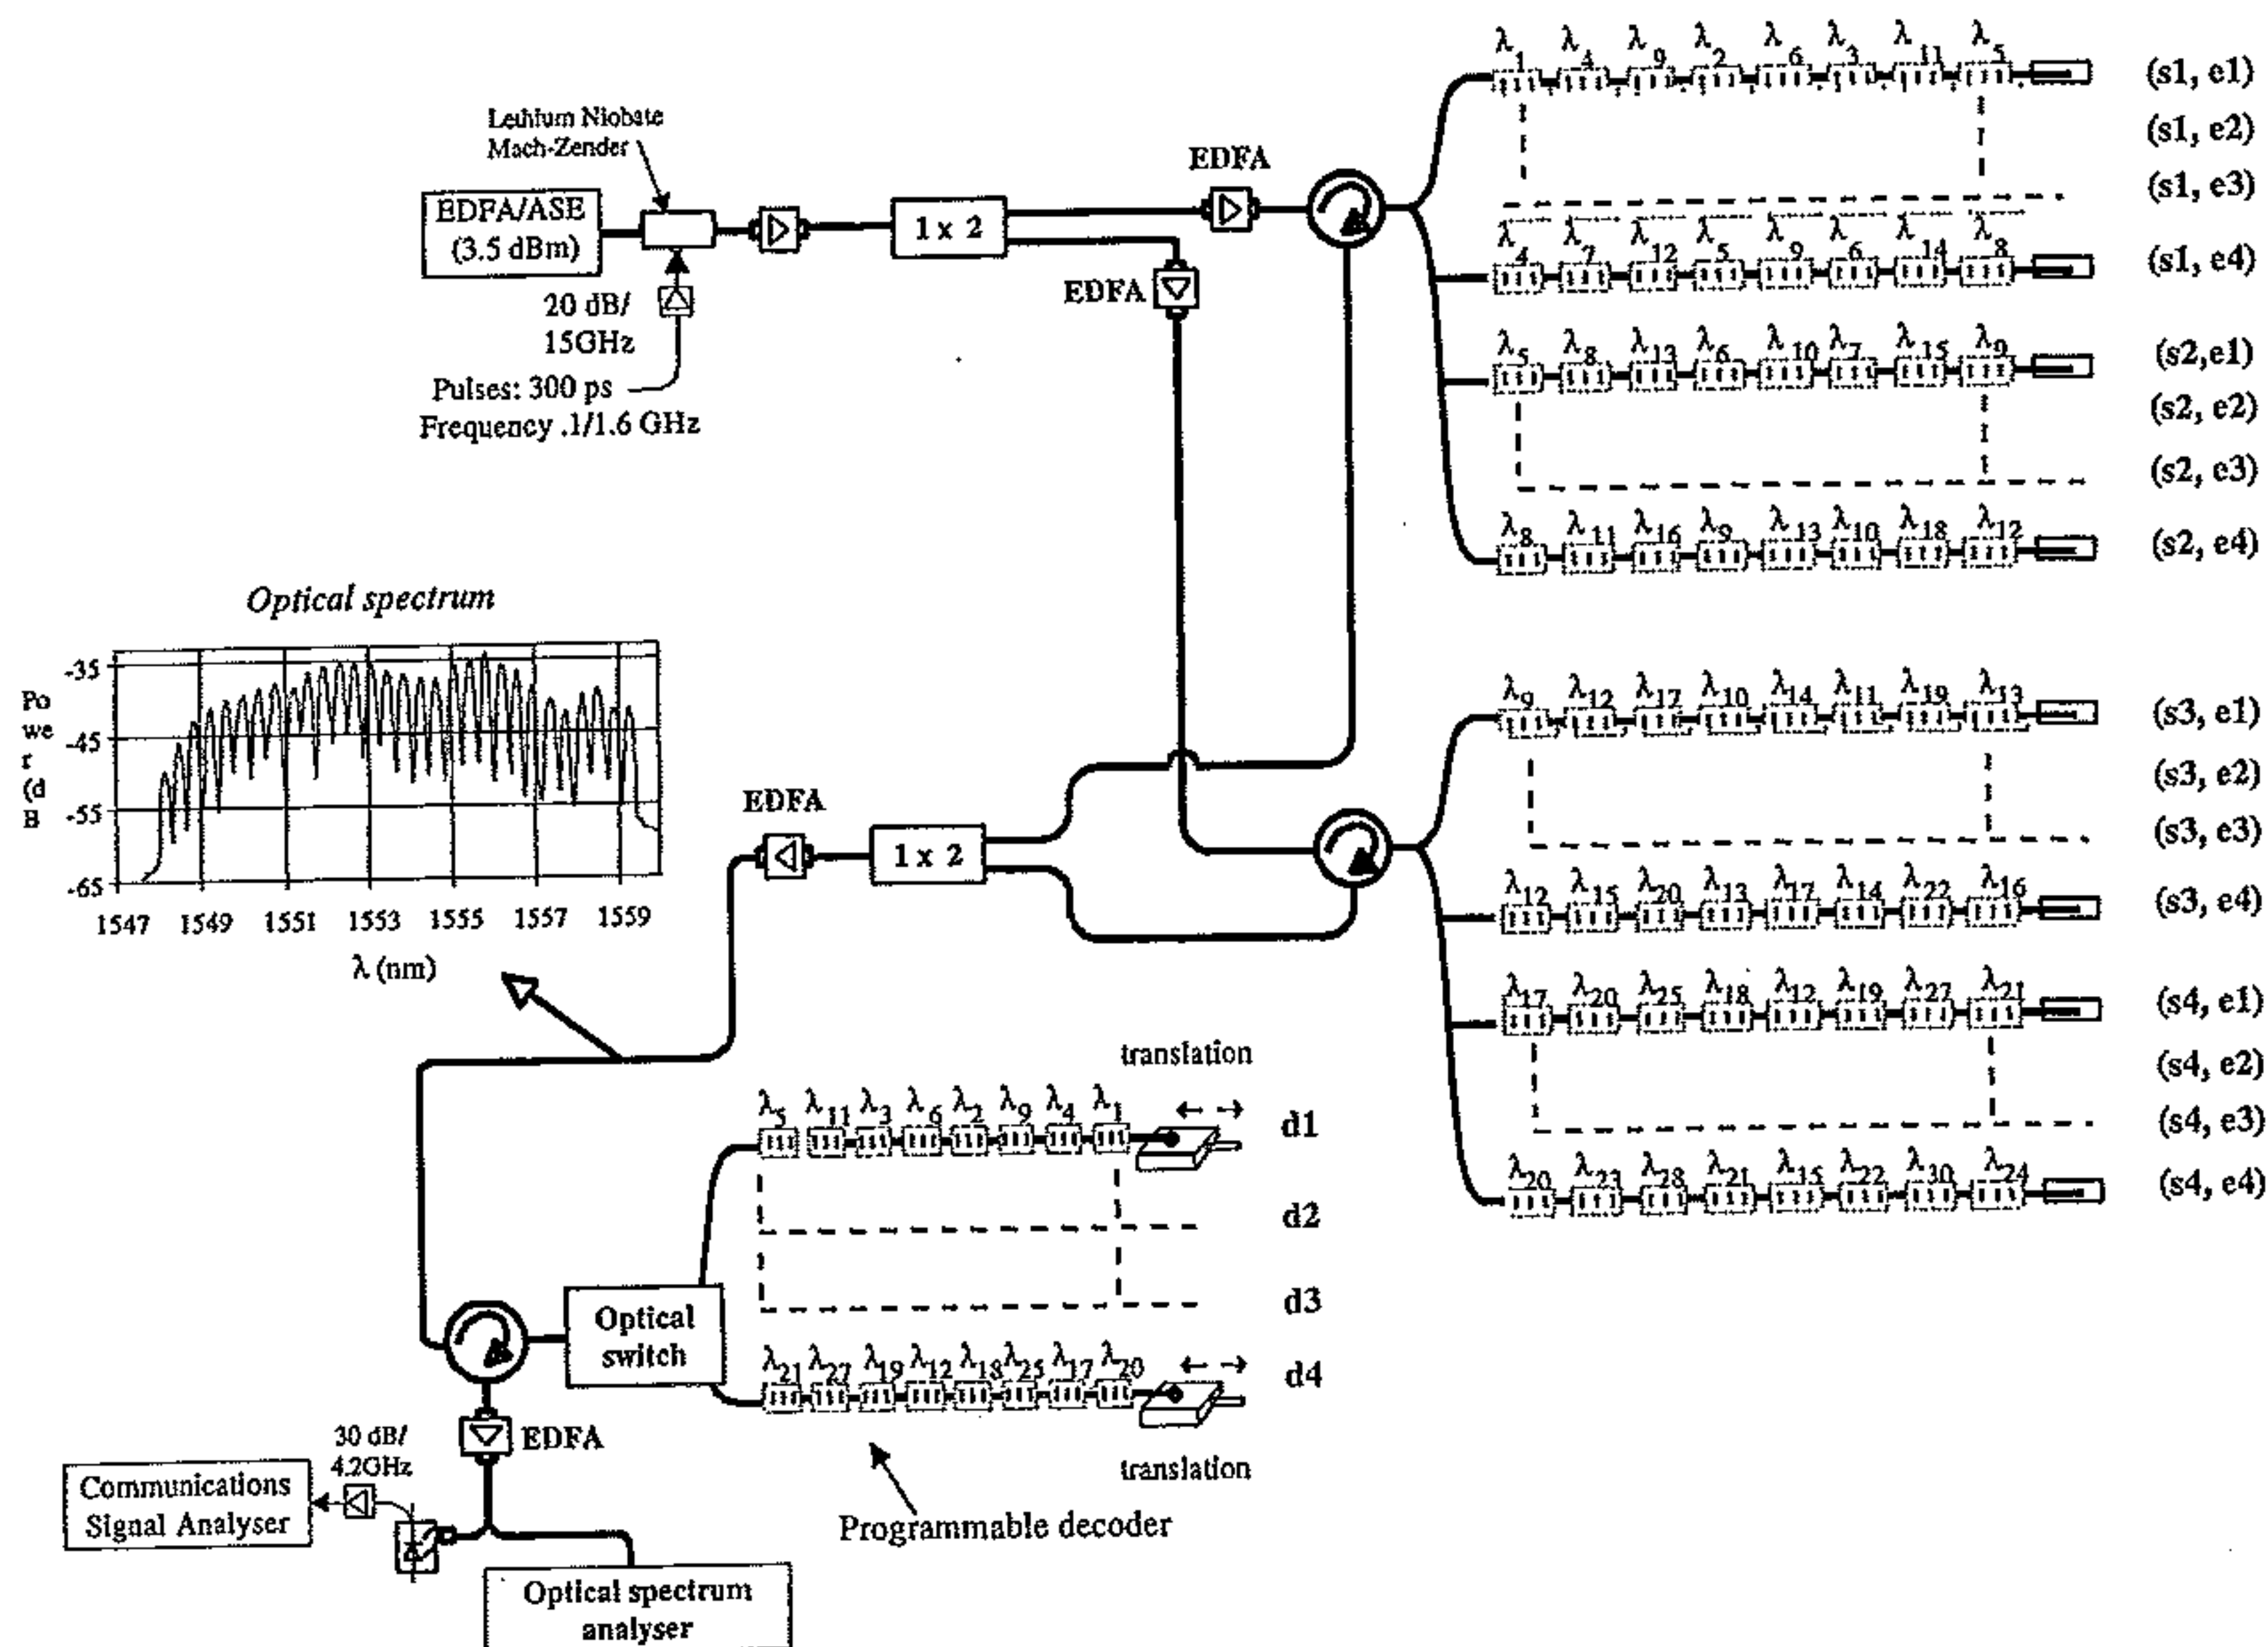 Lethium Niobate
Mach-Zender
EDFA/ASE
(3.5 dBm)
20 dB/
15GHz
Pulses: 300 ps
Frequency .1/1.6 GHz
1 x 2
EDFA
EDFA
λ1 λ4 λ9 λ2 λ6 λ3 λ11 λ5
(s1, e1)
(s1, e2)
(s1, e3)
λ4 λ7 λ12 λ5 λ9 λ6 λ14 λ8
(s1, e4)
λ5 λ8 λ13 λ6 λ10 λ7 λ15 λ9
(s2,e1)
(s2, e2)
(s2, e3)
λ8 λ11 λ16 λ9 λ13 λ10 λ18 λ12
(s2, e4)
Optical spectrum
Po
we
r
(d
B
-35
-45
-55
-65
1547 1549 1551 1553 1555 1557 1559
λ (nm)
EDFA
1 x 2
λ9 λ12 λ17 λ10 λ14 λ11 λ19 λ13
(s3, e1)
(s3, e2)
(s3, e3)
λ12 λ15 λ20 λ13 λ17 λ14 λ22 λ16
(s3, e4)
λ17 λ20 λ25 λ18 λ12 λ19 λ27 λ21
(s4, e1)
(s4, e2)
(s4, e3)
λ20 λ23 λ28 λ21 λ15 λ22 λ30 λ24
(s4, e4)
translation
λ5 λ11 λ3 λ6 λ2 λ9 λ4 λ1
d1
d2
d3
Optical
switch
λ21 λ27 λ19 λ12 λ18 λ25 λ17 λ20
d4
translation
Programmable decoder
EDFA
30 dB/
4.2GHz
Communications
Signal Analyser
Optical spectrum
analyser